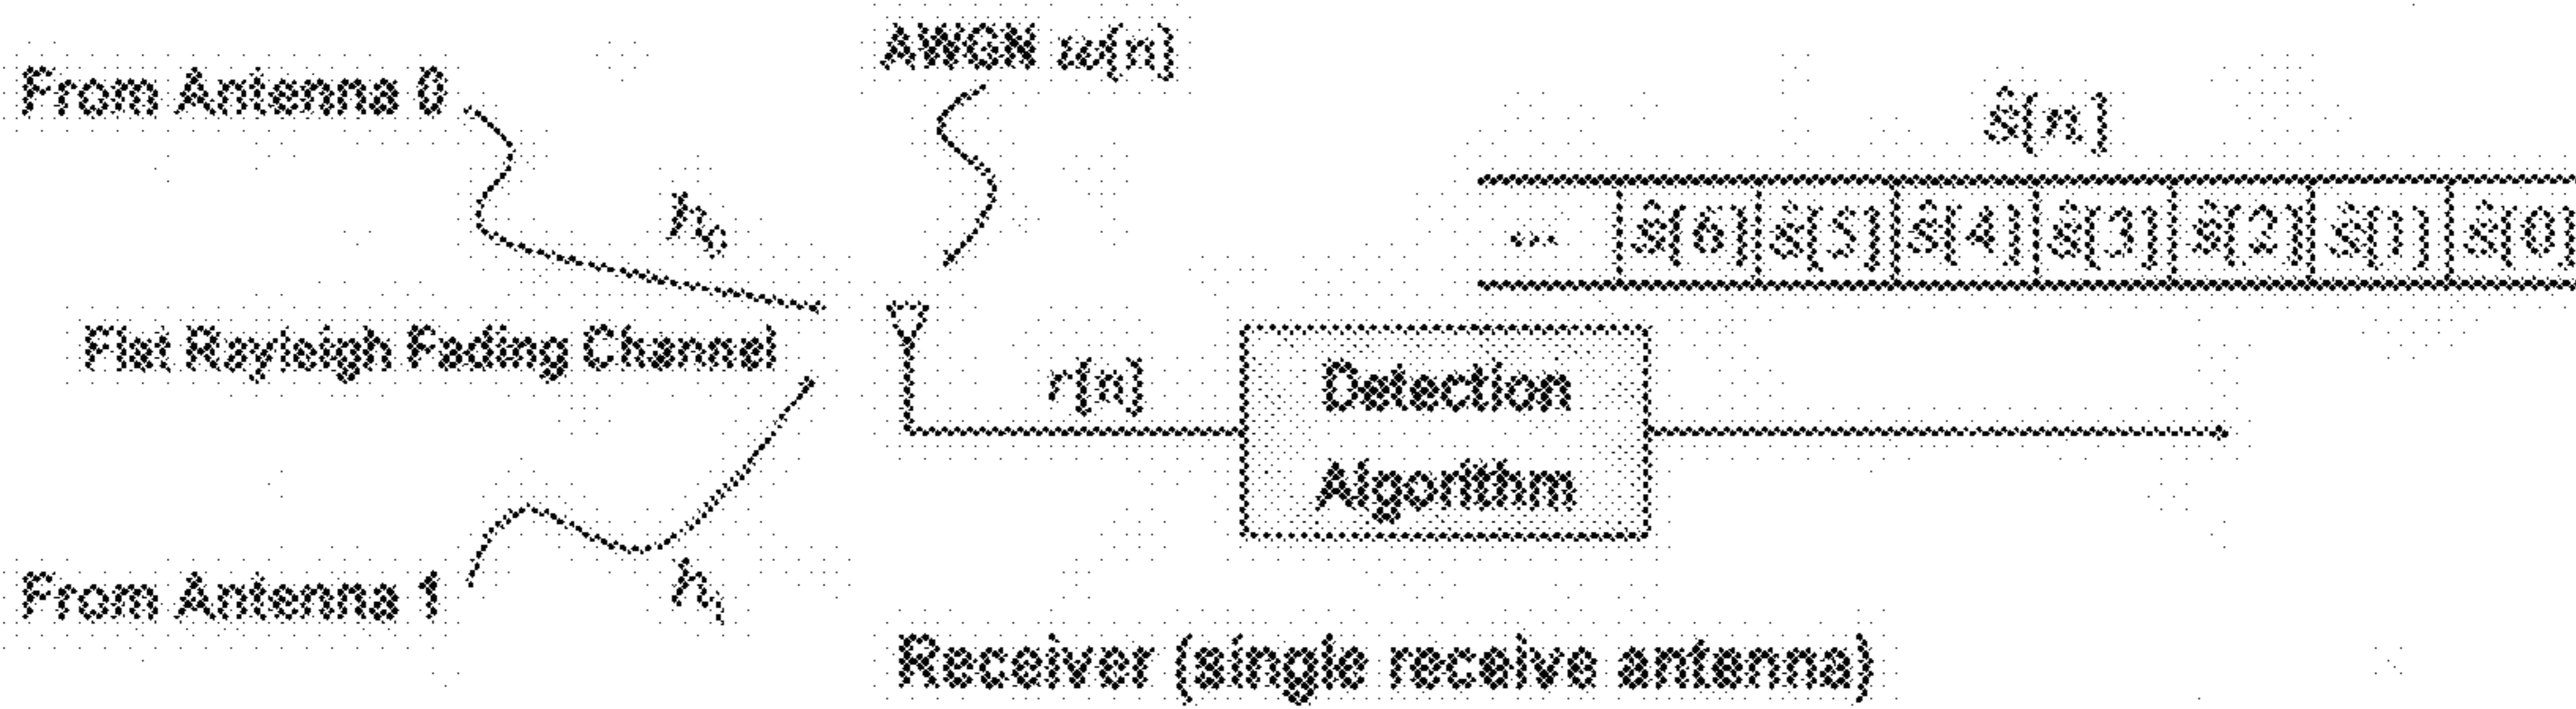 AWGN w[n]
From Antenna 0
ŝ[n]
h₀
... ŝ[6] ŝ[5] ŝ[4] ŝ[3] ŝ[2] ŝ[1] ŝ[0]
Flat Rayleigh Fading Channel
r[n]
Detection
Algorithm
From Antenna 1
h₁
Receiver (single receive antenna)